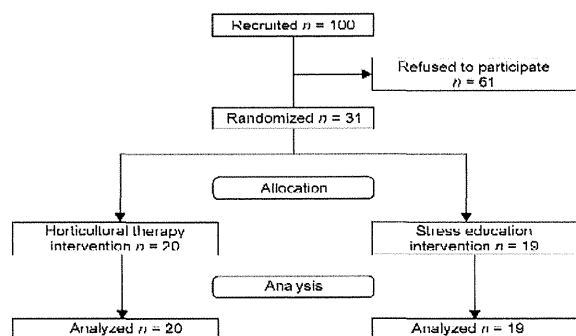 Recruited n = 100
Refused to participate
n = 61
Randomized n = 31
Allocation
Horticultural therapy
intervention n = 20
Stress education
intervention n = 19
Analysis
Analyzed n = 20
Analyzed n = 19